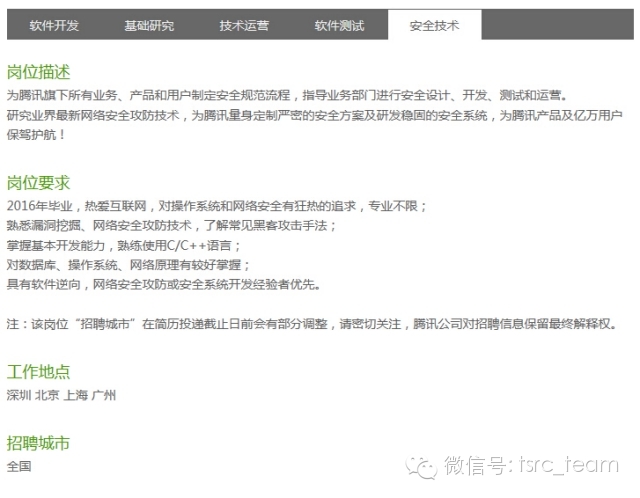 软件开发 基础研究 技术运营 软件测试 安全技术
岗位描述
为腾讯旗下所有业务、产品和用户制定安全规范流程，指导业务部门进行安全设计、开发、测试和运营。
研究业界最新网络安全攻防技术，为腾讯量身定制严密的安全方案及研发稳固的安全系统，为腾讯产品及亿万用户
保驾护航！
岗位要求
2016年毕业，热爱互联网，对操作系统和网络安全有狂热的追求，专业不限；
熟悉漏洞挖掘、网络安全攻防技术，了解常见黑客攻击手法；
掌握基本开发能力，熟练使用C/C++语言；
对数据库、操作系统、网络原理有较好掌握；
具有软件逆向，网络安全攻防或安全系统开发经验者优先。
注：该岗位“招聘城市”在简历投递截止日前会有部分调整，请密切关注，腾讯公司对招聘信息保留最终解释权。
工作地点
深圳 北京 上海 广州
招聘城市
全国
微信号: tsrc_team